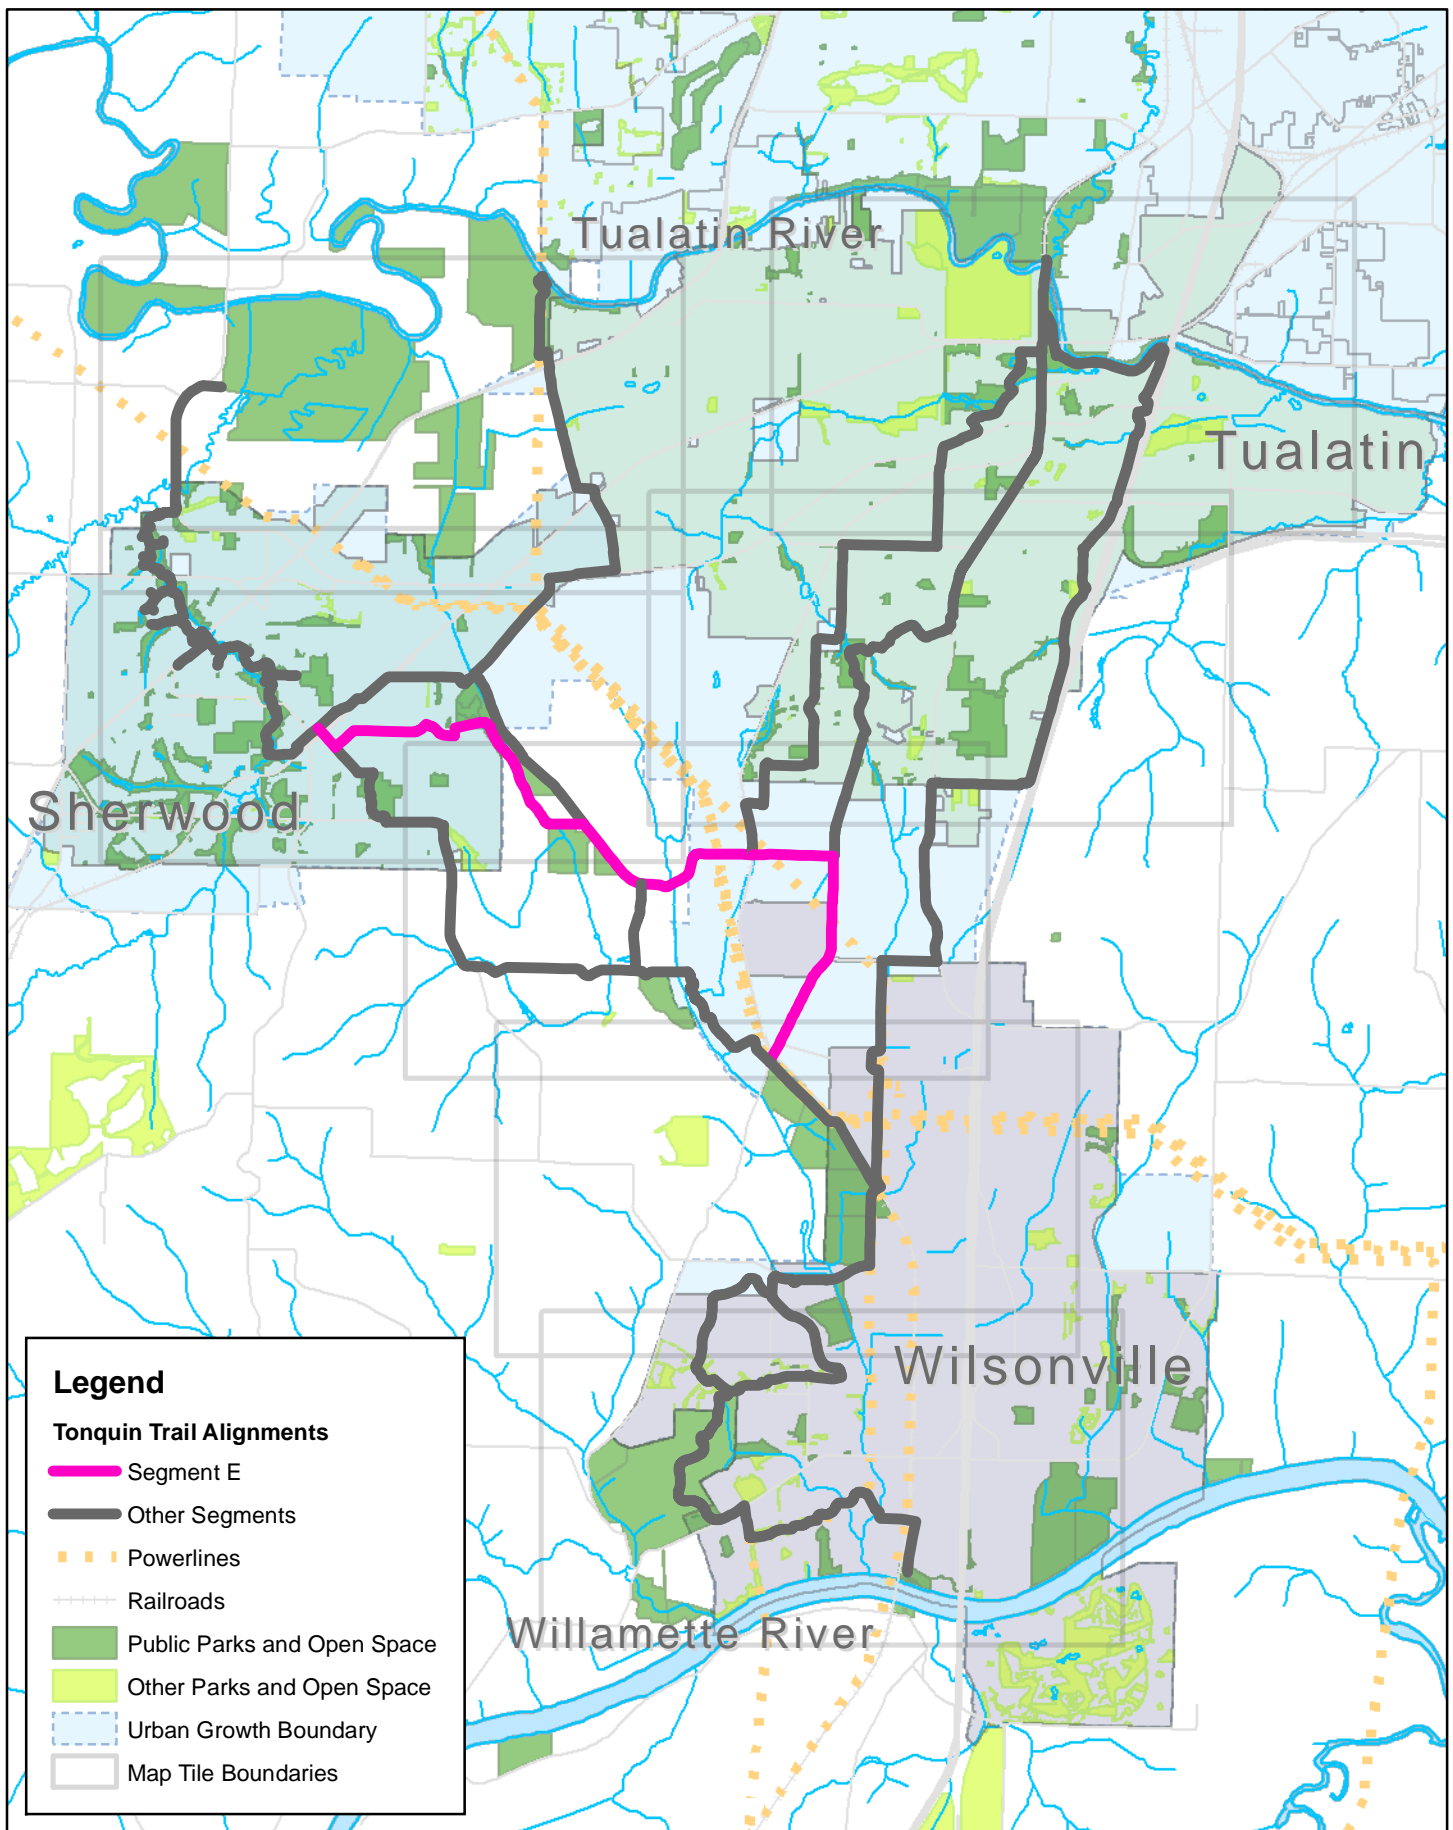 Tualatin River
Tualatin
Sherwood
Wilsonville
Willamette River
Legend
Tonquin Trail Alignments
Segment E
Other Segments
Powerlines
Railroads
Public Parks and Open Space
Other Parks and Open Space
Urban Growth Boundary
Map Tile Boundaries